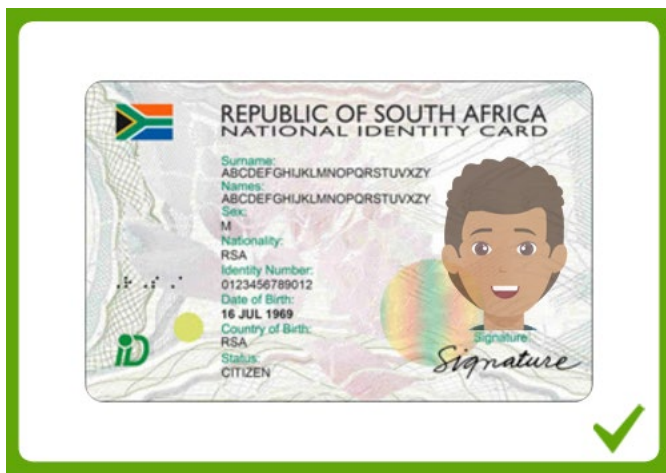 REPUBLIC OF SOUTH AFRICA
NATIONAL IDENTITY CARD
Surname:
ABCDEFGHIJKLMNOPQRSTUVXZY
Names:
ABCDEFGHIJKLMNOPQRSTUVXZY
Sex:
M
Nationality:
RSA
Identity Number:
0123456789012
Date of Birth:
16 JUL 1969
Country of Birth:
RSA
Status:
CITIZEN
iD
Signature:
Signature